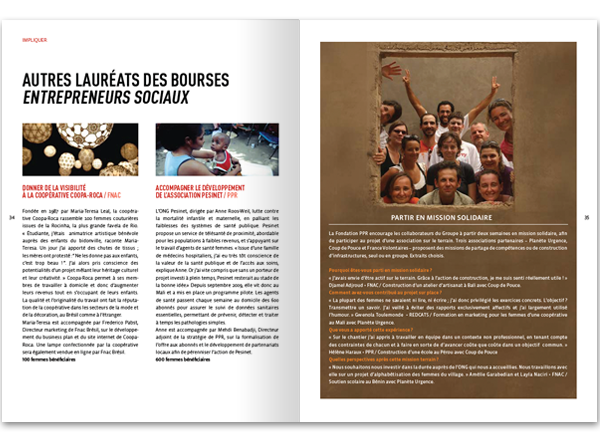 IMPLIQUER
AUTRES LAURÉATS DES BOURSES
ENTREPRENEURS SOCIAUX
DONNER DE LA VISIBILITÉ
À LA COOPÉRATIVE COOPA-ROCA / FNAC
Fondée en 1987 par Maria-Teresa Leal, la coopéra-
tive Coopa-Roca rassemble 100 femmes couturières
issues de la Rocinha, la plus grande favela de Rio.
« Étudiante, j'étais animatrice artistique bénévole
auprès des enfants du bidonville, raconte Maria-
Teresa. Un jour j'ai apporté des chutes de tissus ;
les mères ont protesté : " Ne les donne pas aux enfants,
c'est trop beau !". J'ai alors pris conscience des
potentialités d'un projet mêlant leur héritage culturel
et leur créativité. » Coopa-Roca permet à ses mem-
bres de travailler à domicile et donc d'augmenter
leurs revenus tout en s'occupant de leurs enfants.
La qualité et l'originalité du travail ont fait la réputa-
tion de la coopérative dans les secteurs de la mode et
de la décoration, au Brésil comme à l'étranger.
Maria-Teresa est accompagnée par Frederico Pabst,
Directeur marketing de Fnac Brésil, sur le développe-
ment du business plan et du site internet de Coopa-
Roca. Une lampe confectionnée par la coopérative
sera également vendue en ligne par Fnac Brésil.
100 femmes bénéficiaires
ACCOMPAGNER LE DÉVELOPPEMENT
DE L'ASSOCIATION PESINET / PPR
L'ONG Pesinet, dirigée par Anne Roos-Weil, lutte contre
la mortalité infantile et maternelle, en palliant les
faiblesses des systèmes de santé publique. Pesinet
propose un service de télésanté de proximité, abordable
pour les populations à faibles revenus, et s'appuyant sur
le travail d'agents de santé femmes. « Issue d'une famille
de médecins hospitaliers, j'ai eu très tôt conscience de
la valeur de la santé publique et de l'accès aux soins,
explique Anne. Or j'ai vite compris que sans un porteur de
projet investi à plein temps, Pesinet resterait au stade de
la bonne idée.» Depuis septembre 2009, elle vit donc au
Mali et a mis en place un programme pilote. Les agents
de santé passent chaque semaine au domicile des 600
abonnés pour assurer le suivi de données sanitaires
essentielles, permettant de prévenir, détecter et traiter
à temps les pathologies simples.
Anne est accompagnée par Mehdi Benabadji, Directeur
adjoint de la stratégie de PPR, sur la formalisation de
l'offre aux abonnés et le développement de partenariats
locaux afin de pérenniser l'action de Pesinet.
600 femmes bénéficiaires
34
35
PARTIR EN MISSION SOLIDAIRE
La Fondation PPR encourage les collaborateurs du Groupe à partir deux semaines en mission solidaire, afin
de participer au projet d'une association sur le terrain. Trois associations partenaires - Planète Urgence,
Coup de Pouce et France Volontaires - proposent des missions de partage de compétences ou de construction
d'infrastructures, seul ou en groupe. Extraits choisis.
Pourquoi êtes-vous parti en mission solidaire ?
« J'avais envie d'être actif sur le terrain. Grâce à l'action de construction, je me suis senti réellement utile ! »
Djamel Adjroud - FNAC / Construction d'un atelier d'artisanat à Bali avec Coup de Pouce.
Comment avez-vous contribué au projet sur place ?
« La plupart des femmes ne savaient ni lire, ni écrire ; j'ai donc privilégié les exercices concrets. L'objectif ?
Transmettre un savoir. J'ai veillé à éviter des rapports exclusivement affectifs et j'ai largement utilisé
l'humour. » Gwenola Toulemonde - REDCATS / Formation en marketing pour les femmes d'une coopérative
au Mali avec Planète Urgence.
Que vous a apporté cette expérience ?
« Sur le chantier j'ai appris à travailler en équipe dans un contexte non professionnel, en tenant compte
des contraintes de chacun et à faire en sorte de d'avancer coûte que coûte dans un objectif commun. »
Hélène Haraux - PPR / Construction d'une école au Pérou avec Coup de Pouce
Quelles perspectives après cette mission terrain ?
« Nous souhaitons nous investir dans la durée auprès de l'ONG qui nous a accueillies. Nous travaillons avec
elle sur un projet d'alphabétisation des femmes du village. » Amélie Garabedian et Layla Naciri - FNAC /
Soutien scolaire au Bénin avec Planète Urgence.